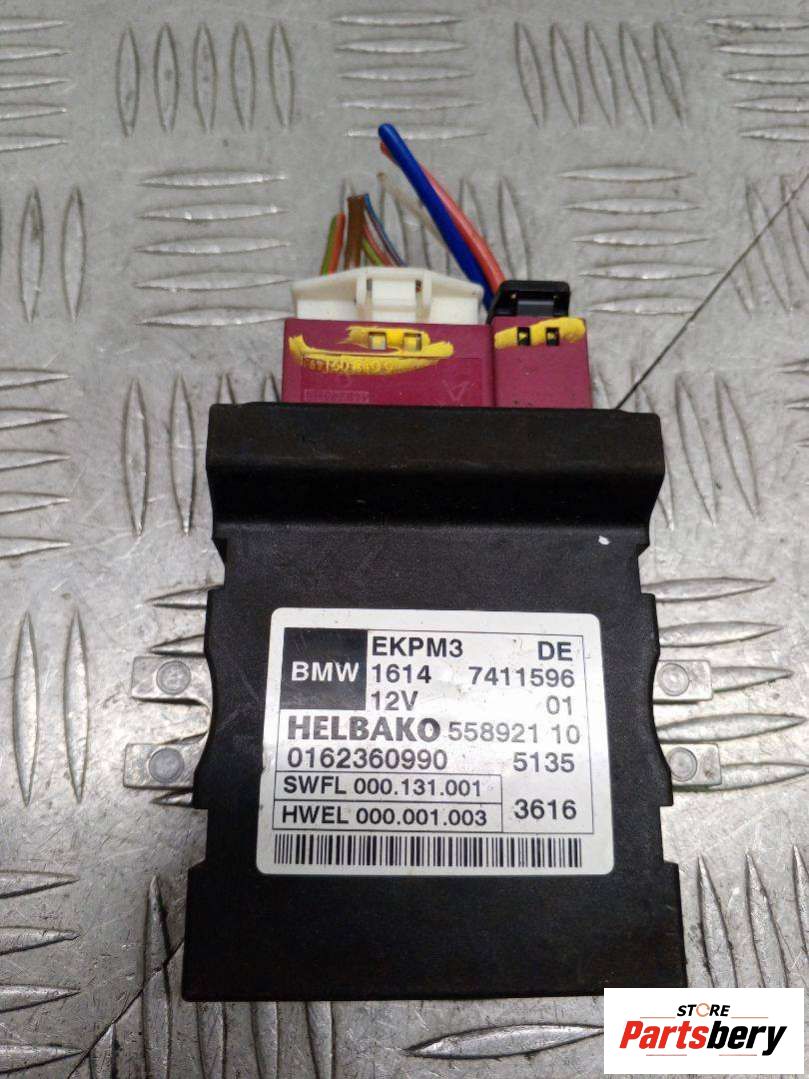 EKPM3 DE
BMW 1614 7411596
12V 01
HELBAKO 558921 10
0162360990 5135
SWFL 000.131.001
HWEL 000.001.003 3616
STORE
Partsbery